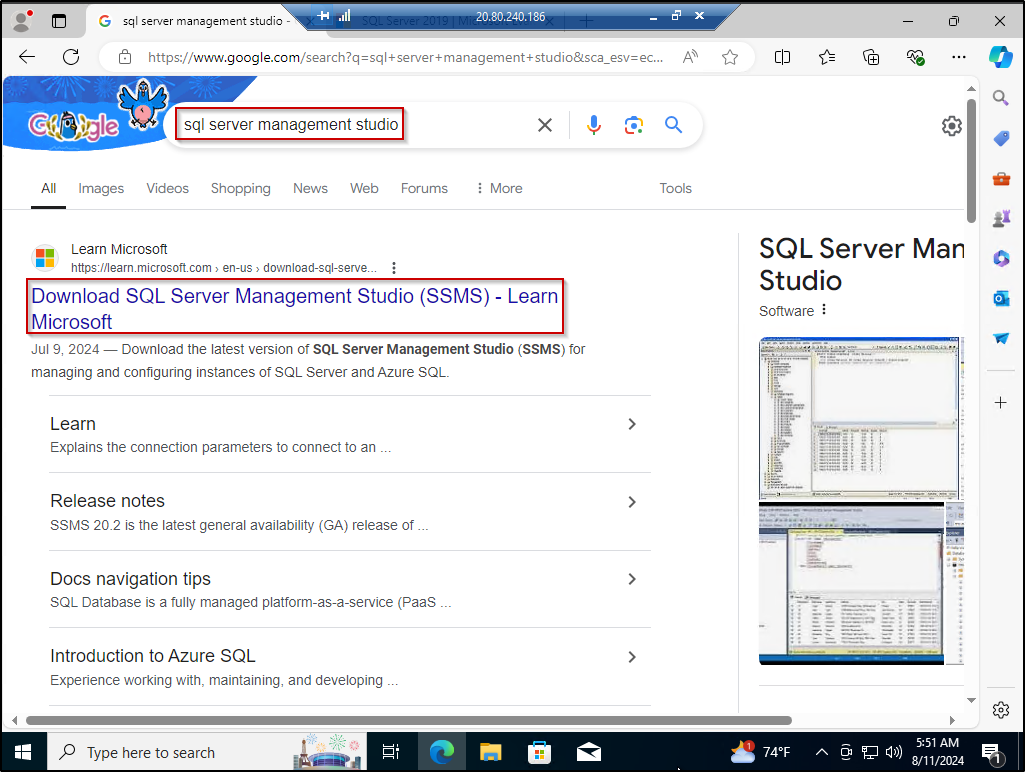 sql server management studio -
20.80.240.186
SQL Server 2019 | Microsoft
https://www.google.com/search?q=sql+server+management+studio&sca_esv=ec...
Google
sql server management studio
All
Images
Videos
Shopping
News
Web
Forums
More
Tools
Learn Microsoft
https://learn.microsoft.com › en-us › download-sql-serve...
Download SQL Server Management Studio (SSMS) - Learn
Microsoft
Jul 9, 2024 — Download the latest version of SQL Server Management Studio (SSMS) for
managing and configuring instances of SQL Server and Azure SQL.
Learn
Explains the connection parameters to connect to an ...
Release notes
SSMS 20.2 is the latest general availability (GA) release of ...
Docs navigation tips
SQL Database is a fully managed platform-as-a-service (PaaS ...
Introduction to Azure SQL
Experience working with, maintaining, and developing ...
SQL Server Man
Studio
Software
Type here to search
1
74°F
5:51 AM
8/11/2024
1